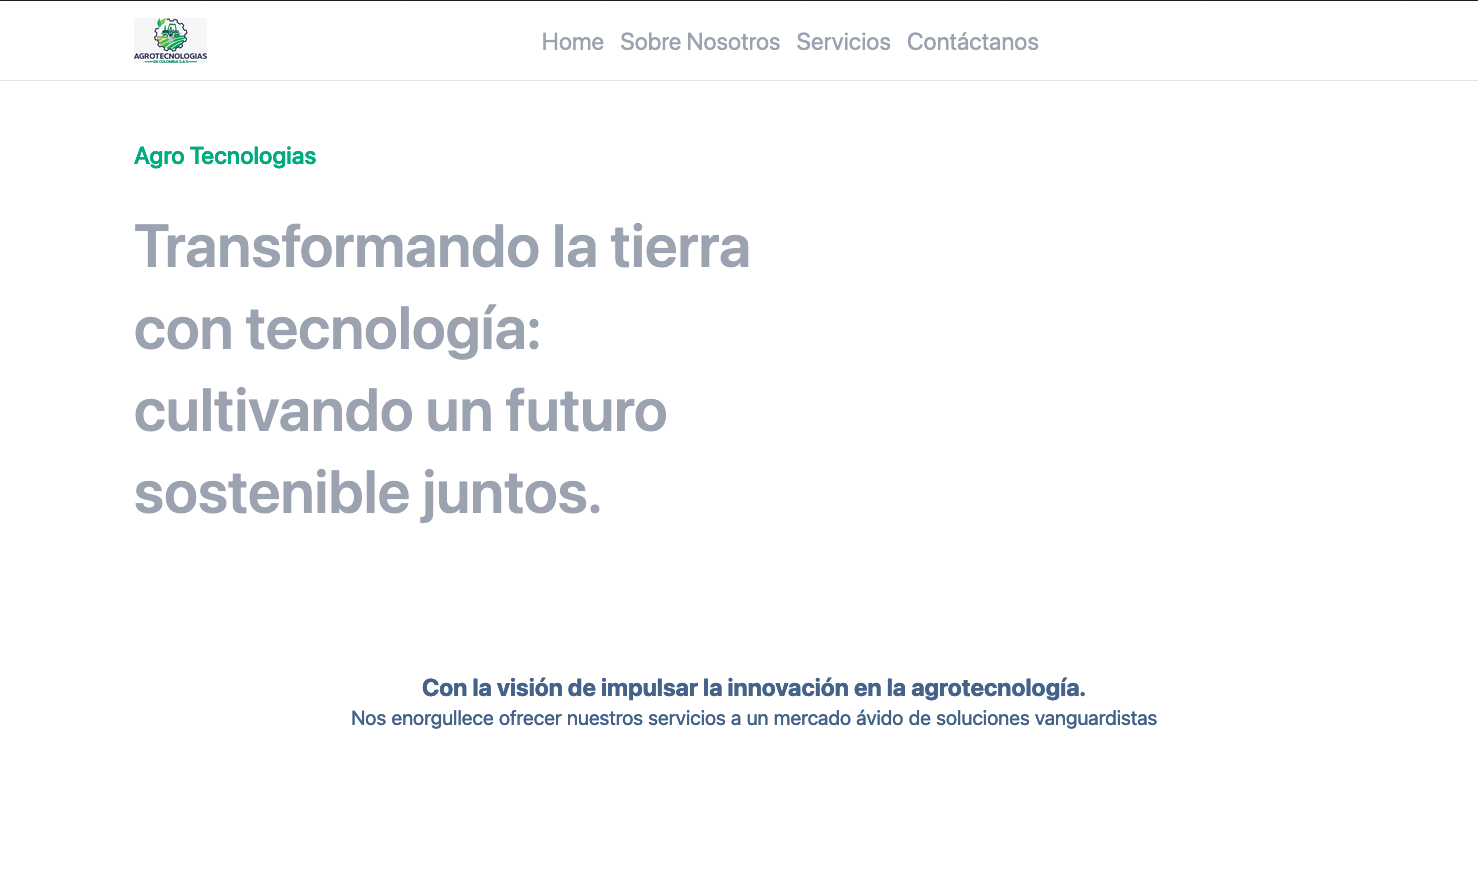 AGROTECNOLOGIAS
DE COLOMBIA S.A.S
Home Sobre Nosotros Servicios Contáctanos
Agro Tecnologias
Transformando la tierra
con tecnología:
cultivando un futuro
sostenible juntos.
Con la visión de impulsar la innovación en la agrotecnología.
Nos enorgullece ofrecer nuestros servicios a un mercado ávido de soluciones vanguardistas